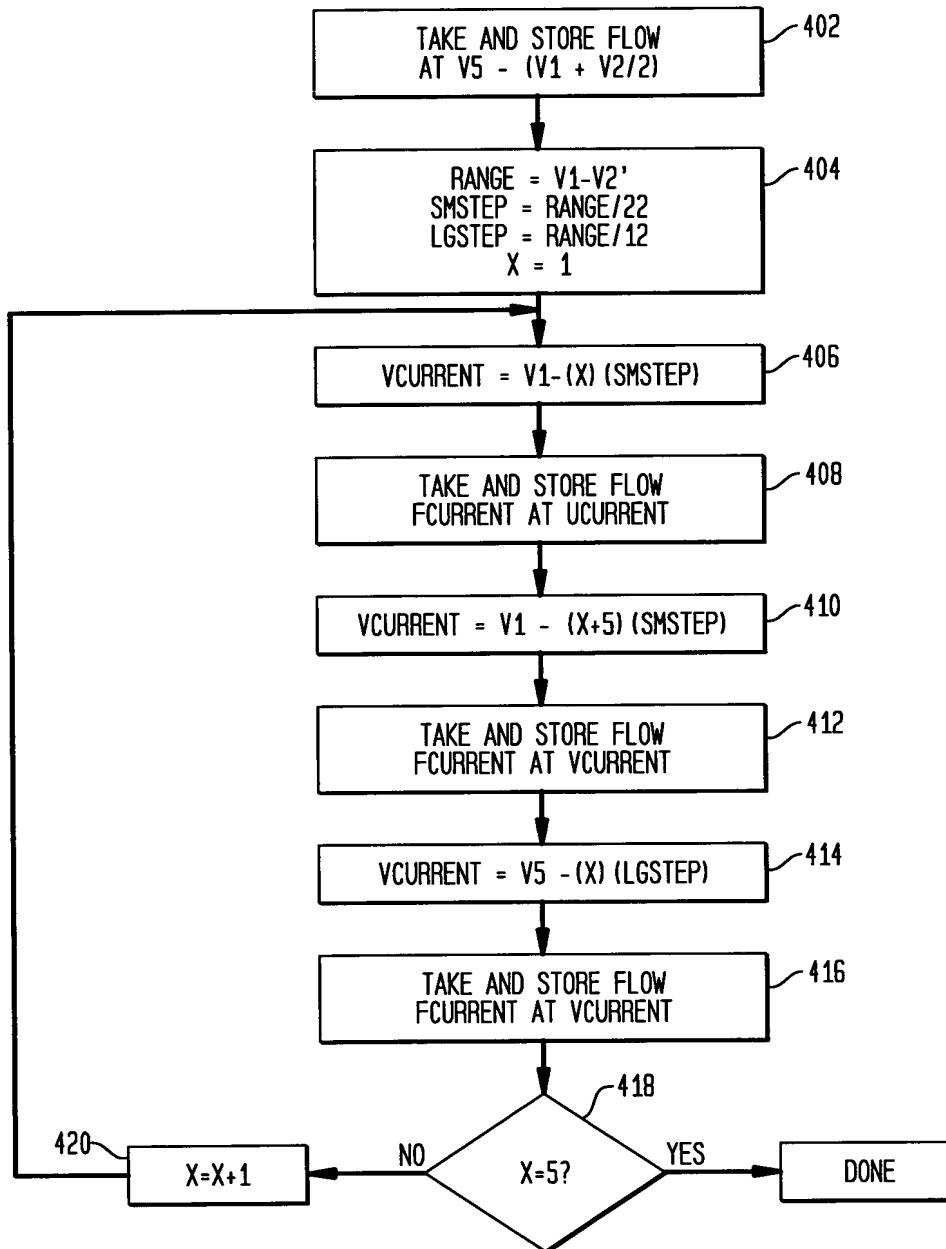 TAKE AND STORE FLOW
AT V5 - (V1 + V2/2)
402
RANGE = V1-V2'
SMSTEP = RANGE/22
LGSTEP = RANGE/12
X = 1
404
VCURRENT = V1-(X) (SMSTEP)
406
TAKE AND STORE FLOW
FCURRENT AT UCURRENT
408
VCURRENT = V1 - (X+5) (SMSTEP)
410
TAKE AND STORE FLOW
FCURRENT AT VCURRENT
412
VCURRENT = V5 -(X) (LGSTEP)
414
TAKE AND STORE FLOW
FCURRENT AT VCURRENT
416
418
X=5?
NO
YES
420
X=X+1
DONE